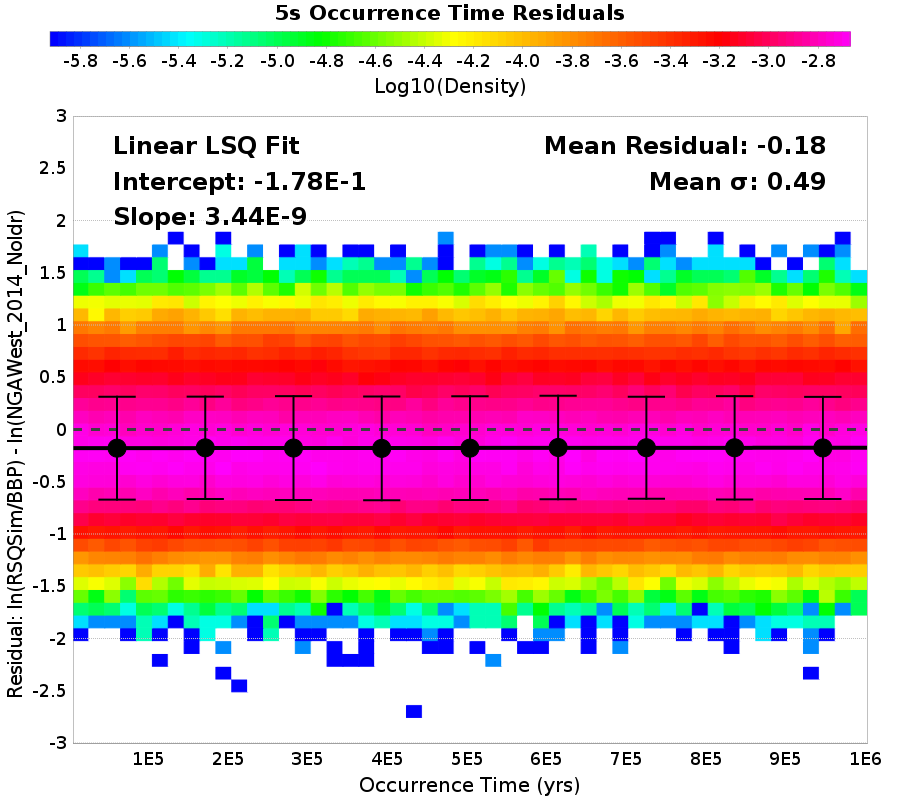 5s Occurrence Time Residuals
-5.8 -5.6 -5.4 -5.2 -5.0 -4.8 -4.6 -4.4 -4.2 -4.0 -3.8 -3.6 -3.4 -3.2 -3.0 -2.8
Log10(Density)
Linear LSQ Fit
Intercept: -1.78E-1
Slope: 3.44E-9
Mean Residual: -0.18
Mean σ: 0.49
3
2.5
2
1.5
1
0.5
0
-0.5
-1
-1.5
-2
-2.5
-3
Residual: ln(RSQSim/BBP) - ln(NGAWest_2014_NoIdr)
1E5 2E5 3E5 4E5 5E5 6E5 7E5 8E5 9E5 1E6
Occurrence Time (yrs)